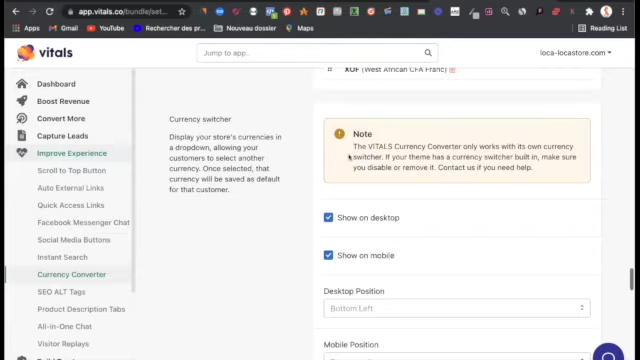 app.vitals.co/bundle/set...
Applications
Gmail
YouTube
Rechercher des pr...
Nouveau dossier
Maps
Reading List
vitals
Jump to app...
loca-locastore.com
Dashboard
Boost Revenue
Convert More
Capture Leads
Improve Experience
Scroll to Top Button
Auto External Links
Quick Access Links
Facebook Messenger Chat
Social Media Buttons
Instant Search
Currency Converter
SEO ALT Tags
Product Description Tabs
All-in-One Chat
Visitor Replays
XOF (West African CFA Franc)
Currency switcher
Display your store's currencies in
a dropdown, allowing your
customers to select another
currency. Once selected, that
currency will be saved as default
for that customer.
Note
The VITALS Currency Converter only works with its own currency
switcher. If your theme has a currency switcher built in, make sure
you disable or remove it. Contact us if you need help.
Show on desktop
Show on mobile
Desktop Position
Bottom Left
Mobile Position